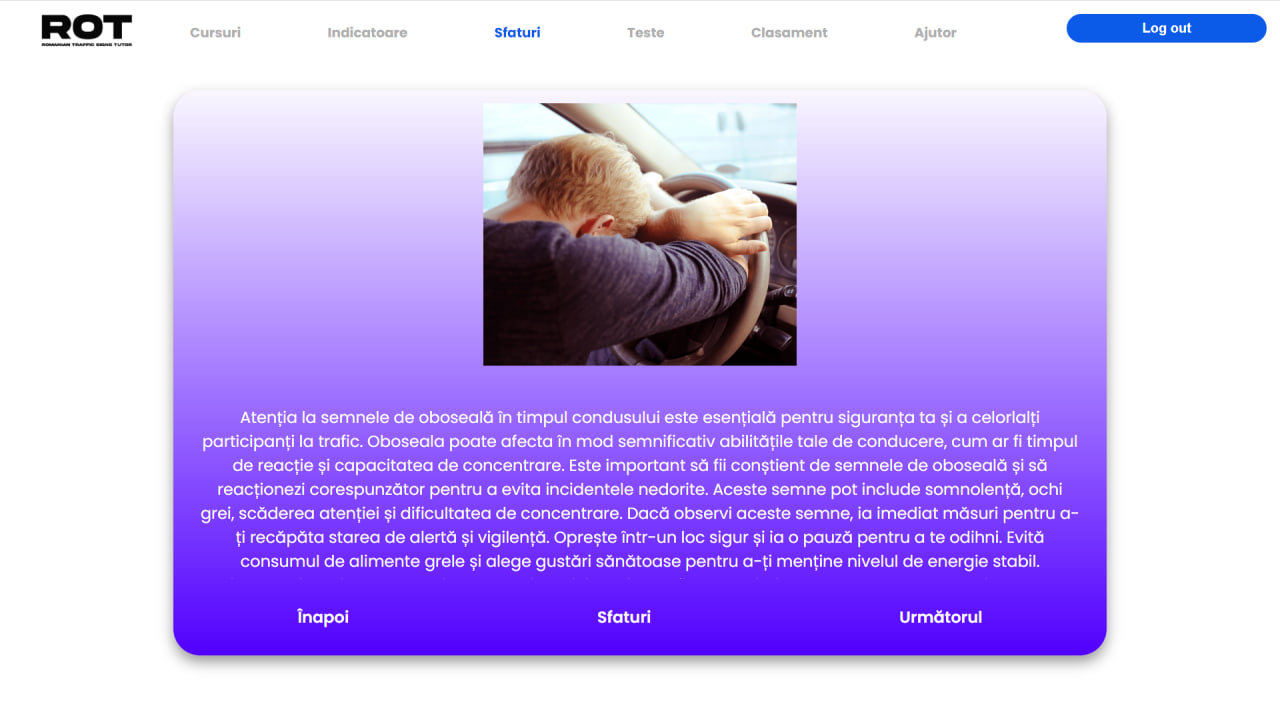 ROT
ROMANIAN TRAFFIC SIGNS TUTOR
Cursuri
Indicatoare
Sfaturi
Teste
Clasament
Ajutor
Log out
Atenția la semnele de oboseală în timpul condusului este esențială pentru siguranța ta și a celorlalți
participanți la trafic. Oboseala poate afecta în mod semnificativ abilitățile tale de conducere, cum ar fi timpul
de reacție și capacitatea de concentrare. Este important să fii conștient de semnele de oboseală și să
reacționezi corespunzător pentru a evita incidentele nedorite. Aceste semne pot include somnolență, ochi
grei, scăderea atenției și dificultatea de concentrare. Dacă observi aceste semne, ia imediat măsuri pentru a-
ți recăpăta starea de alertă și vigilență. Oprește într-un loc sigur și ia o pauză pentru a te odihni. Evită
consumul de alimente grele și alege gustări sănătoase pentru a-ți menține nivelul de energie stabil.
Înapoi
Sfaturi
Următorul